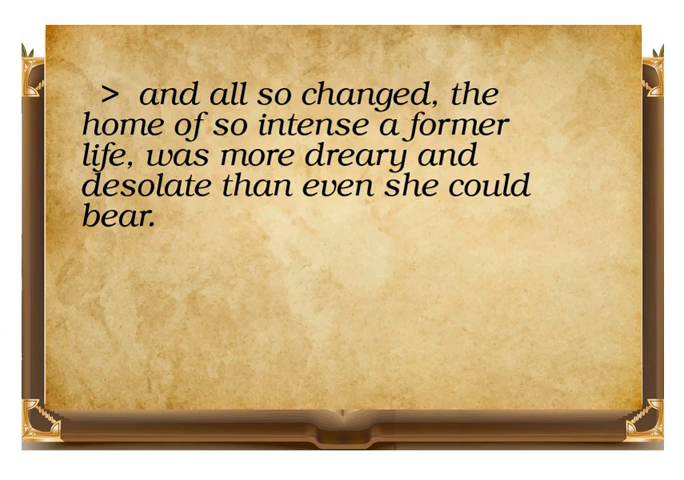 > and all so changed, the
home of so intense a former
life, was more dreary and
desolate than even she could
bear.